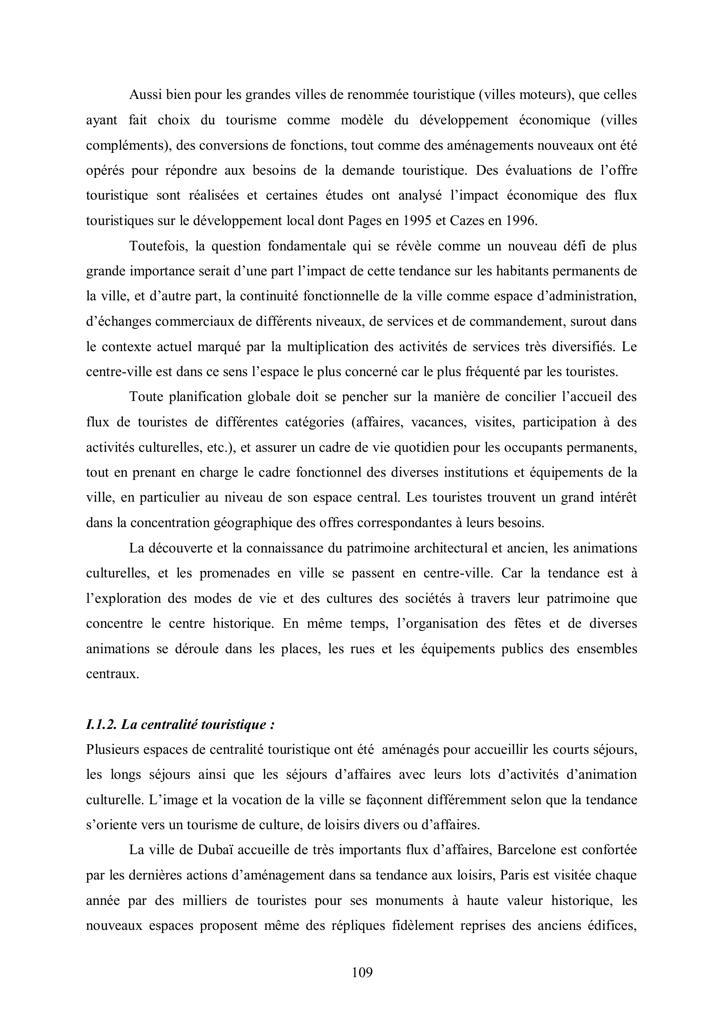 Aussi bien pour les grandes villes de renommée touristique (villes moteurs), que celles
ayant fait choix du tourisme comme modèle du développement économique (villes
compléments), des conversions de fonctions, tout comme des aménagements nouveaux ont été
opérés pour répondre aux besoins de la demande touristique. Des évaluations de l’offre
touristique sont réalisées et certaines études ont analysé l’impact économique des flux
touristiques sur le développement local dont Pages en 1995 et Cazes en 1996.
Toutefois, la question fondamentale qui se révèle comme un nouveau défi de plus
grande importance serait d’une part l’impact de cette tendance sur les habitants permanents de
la ville, et d’autre part, la continuité fonctionnelle de la ville comme espace d’administration,
d’échanges commerciaux de différents niveaux, de services et de commandement, surout dans
le contexte actuel marqué par la multiplication des activités de services très diversifiés. Le
centre-ville est dans ce sens l’espace le plus concerné car le plus fréquenté par les touristes.
Toute planification globale doit se pencher sur la manière de concilier l’accueil des
flux de touristes de différentes catégories (affaires, vacances, visites, participation à des
activités culturelles, etc.), et assurer un cadre de vie quotidien pour les occupants permanents,
tout en prenant en charge le cadre fonctionnel des diverses institutions et équipements de la
ville, en particulier au niveau de son espace central. Les touristes trouvent un grand intérêt
dans la concentration géographique des offres correspondantes à leurs besoins.
La découverte et la connaissance du patrimoine architectural et ancien, les animations
culturelles, et les promenades en ville se passent en centre-ville. Car la tendance est à
l’exploration des modes de vie et des cultures des sociétés à travers leur patrimoine que
concentre le centre historique. En même temps, l’organisation des fêtes et de diverses
animations se déroule dans les places, les rues et les équipements publics des ensembles
centraux.
I.1.2. La centralité touristique :
Plusieurs espaces de centralité touristique ont été aménagés pour accueillir les courts séjours,
les longs séjours ainsi que les séjours d’affaires avec leurs lots d’activités d’animation
culturelle. L’image et la vocation de la ville se façonnent différemment selon que la tendance
s’oriente vers un tourisme de culture, de loisirs divers ou d’affaires.
La ville de Dubaï accueille de très importants flux d’affaires, Barcelone est confortée
par les dernières actions d’aménagement dans sa tendance aux loisirs, Paris est visitée chaque
année par des milliers de touristes pour ses monuments à haute valeur historique, les
nouveaux espaces proposent même des répliques fidèlement reprises des anciens édifices,
109